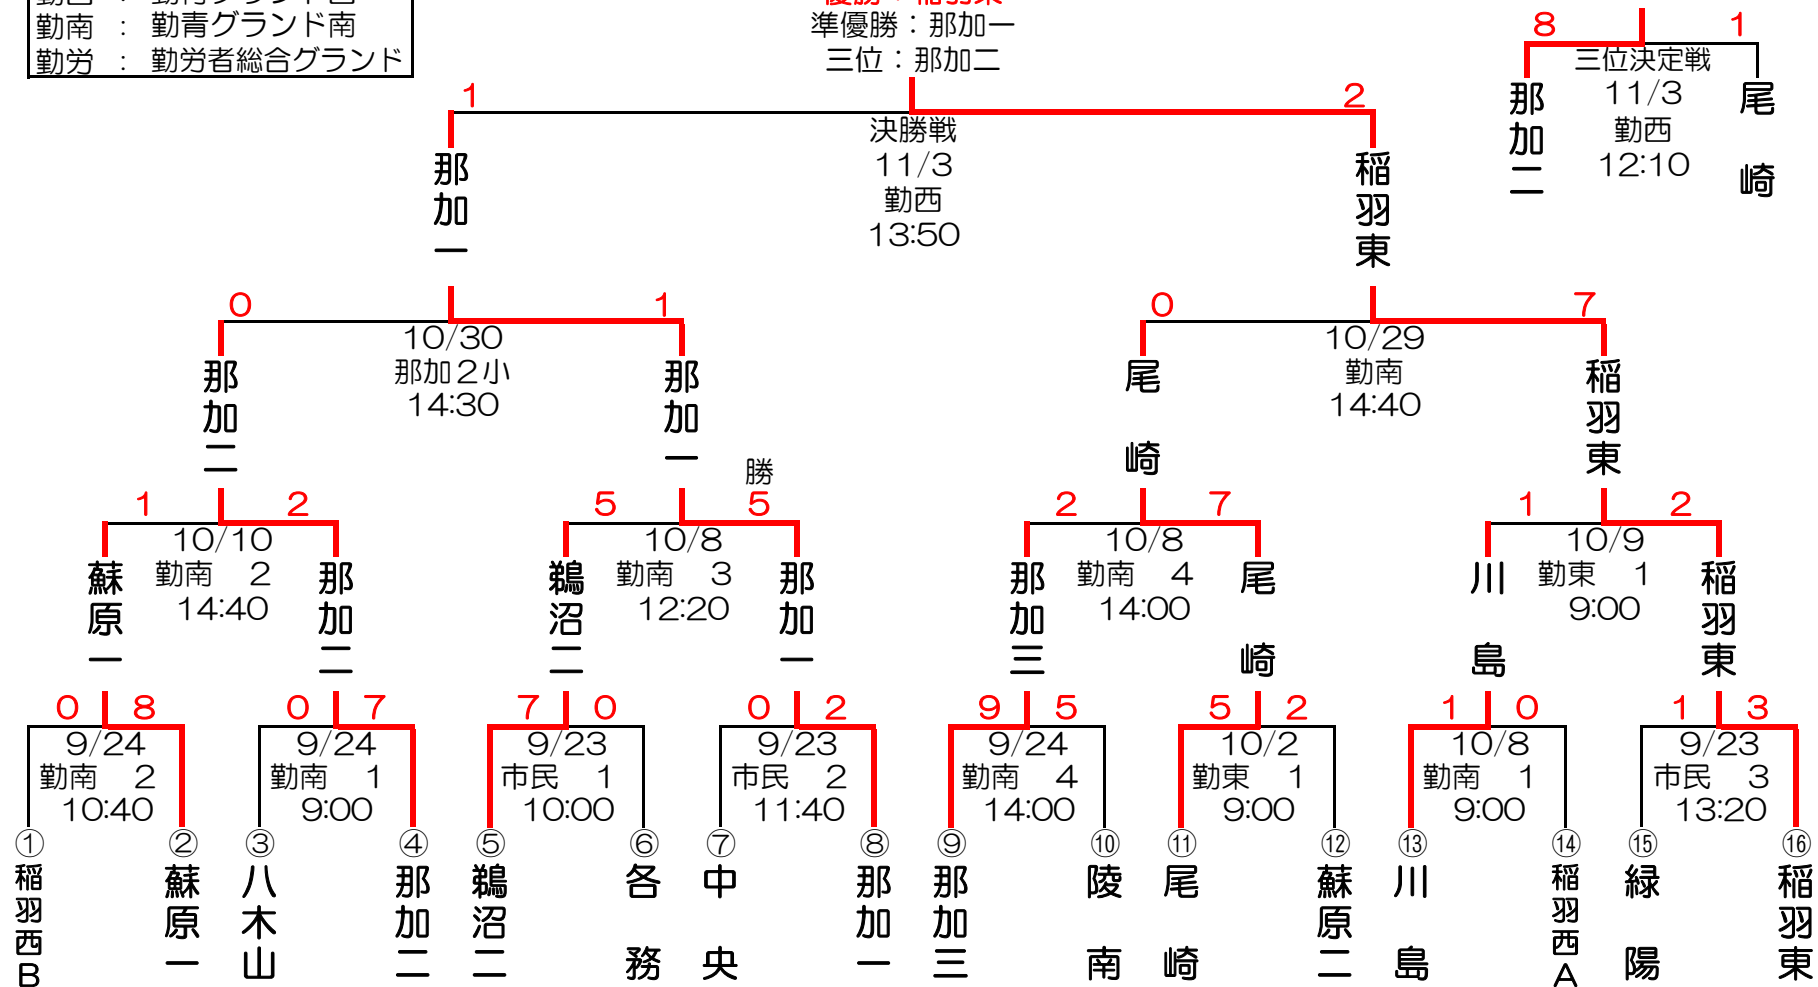 勤南 : 勤青グランド南
勤労 : 勤労者総合グランド
準優勝：那加一
三位：那加二
8 1
三位決定戦
11/3
勤西
12:10
那加二
尾崎
1 2
決勝戦
11/3
勤西
13:50
那加一
稲羽東
0 1
10/30
那加2小
14:30
那加二
那加一
0 7
10/29
勤南
14:40
尾崎
稲羽東
1 2
10/10
勤南 2
14:40
蘇原一
那加二
勝
5 5
10/8
勤南 3
12:20
鵜沼二
那加一
2 7
10/8
勤南 4
14:00
那加三
尾崎
1 2
10/9
勤東 1
9:00
川島
稲羽東
0 8
9/24
勤南 2
10:40
0 7
9/24
勤南 1
9:00
7 0
9/23
市民 1
10:00
0 2
9/23
市民 2
11:40
9 5
9/24
勤南 4
14:00
5 2
10/2
勤東 1
9:00
1 0
10/8
勤南 1
9:00
1 3
9/23
市民 3
13:20
①稲羽西B
②蘇原一
③八木山
④那加二
⑤鵜沼二
⑥各務
⑦中央
⑧那加一
⑨那加三
⑩陵南
⑪尾崎
⑫蘇原二
⑬川島
⑭稲羽西A
⑮緑陽
⑯稲羽東